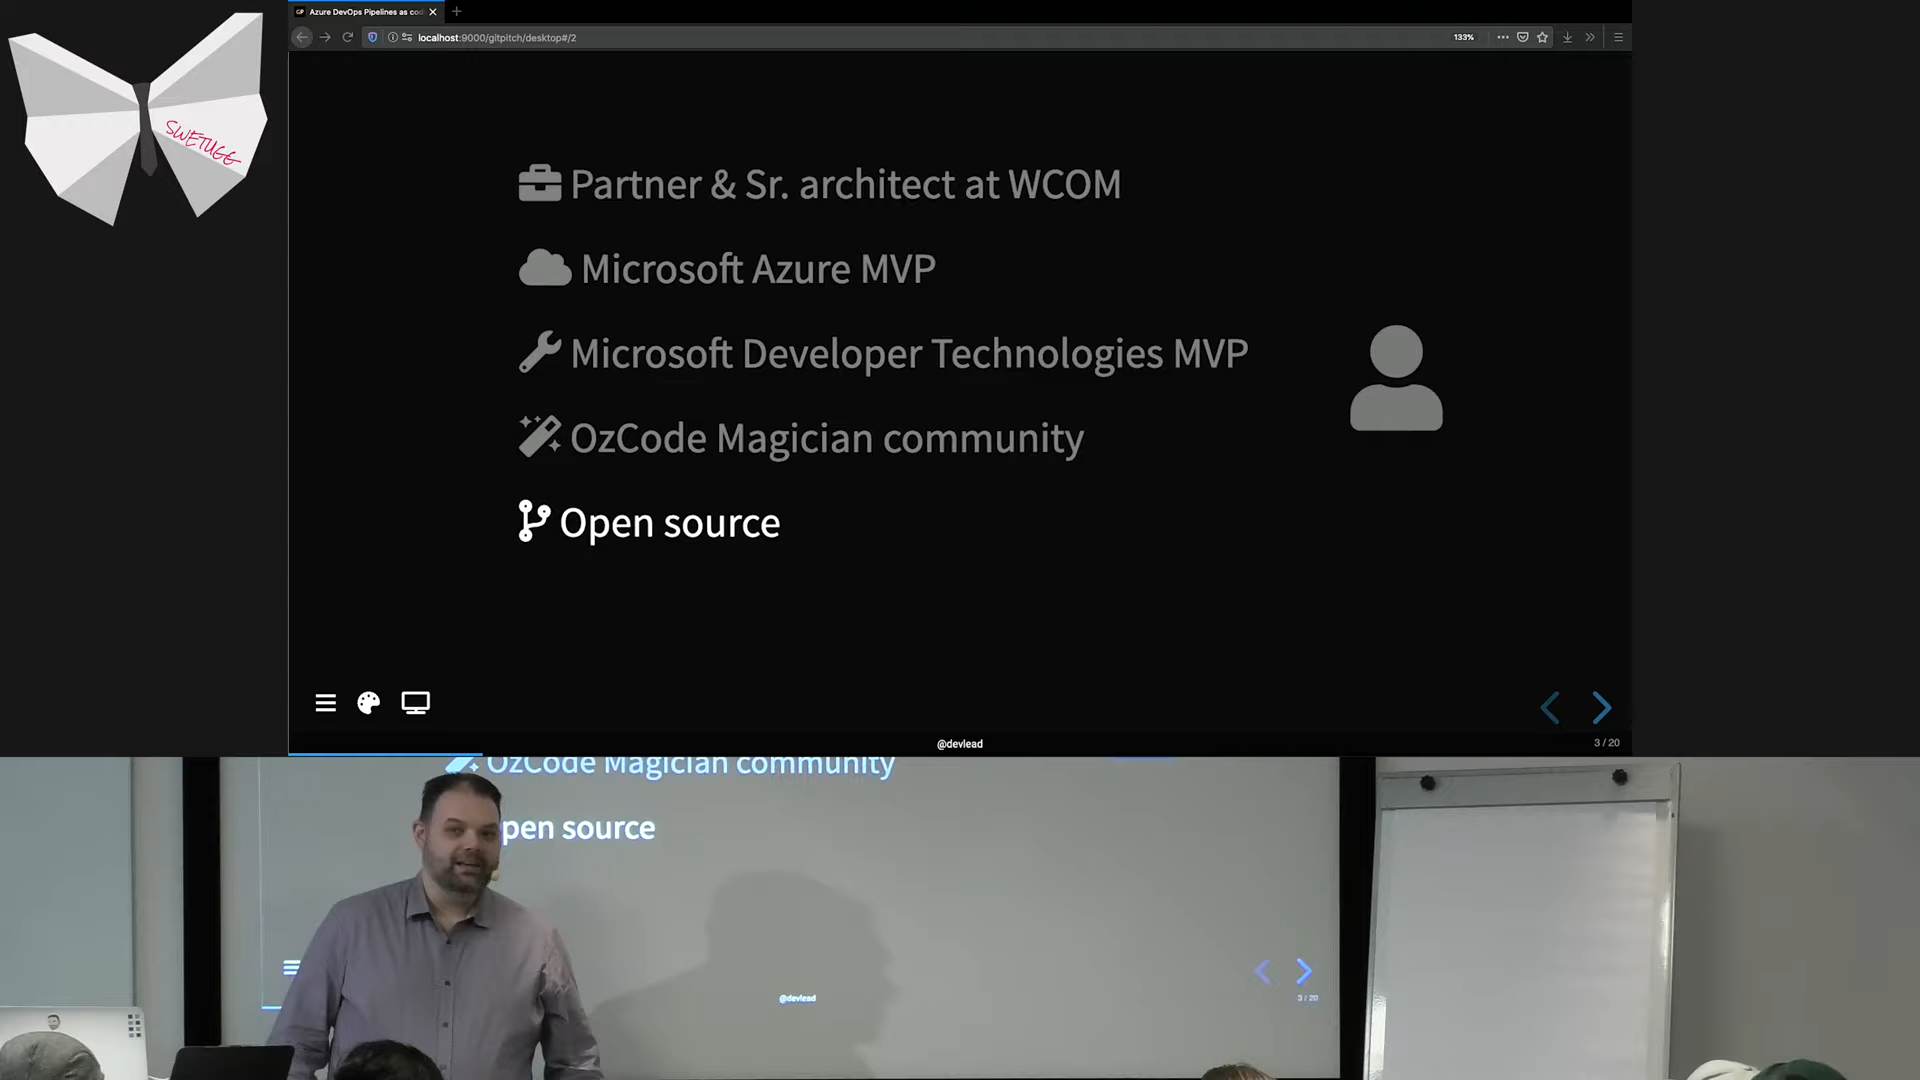 Azure DevOps Pipelines as cod
localhost:9000/gitpitch/desktop#/2
133%
SWETUGG
Partner & Sr. architect at WCOM
Microsoft Azure MVP
Microsoft Developer Technologies MVP
OzCode Magician community
Open source
@devlead
3 / 20
OzCode Magician community
pen source
@devlead
3 / 20